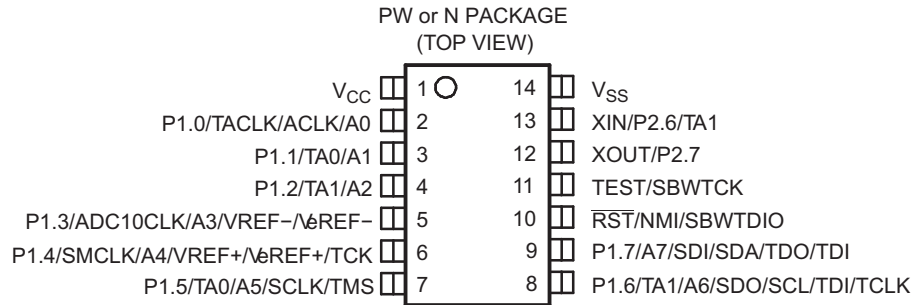 PW or N PACKAGE
(TOP VIEW)
VCC 1 14 VSS
P1.0/TACLK/ACLK/A0 2 13 XIN/P2.6/TA1
P1.1/TA0/A1 3 12 XOUT/P2.7
P1.2/TA1/A2 4 11 TEST/SBWTCK
P1.3/ADC10CLK/A3/VREF−/VeREF− 5 10 RST/NMI/SBWTDIO
P1.4/SMCLK/A4/VREF+/VeREF+/TCK 6 9 P1.7/A7/SDI/SDA/TDO/TDI
P1.5/TA0/A5/SCLK/TMS 7 8 P1.6/TA1/A6/SDO/SCL/TDI/TCLK